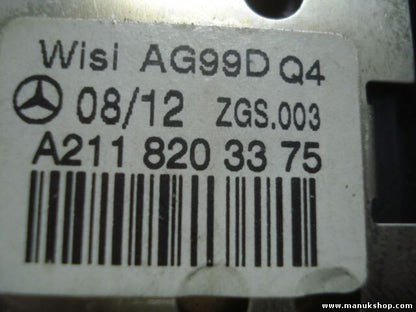 Wisi AG99D Q4
08/12 ZGS.003
A211 820 33 75
www.manukshop.com